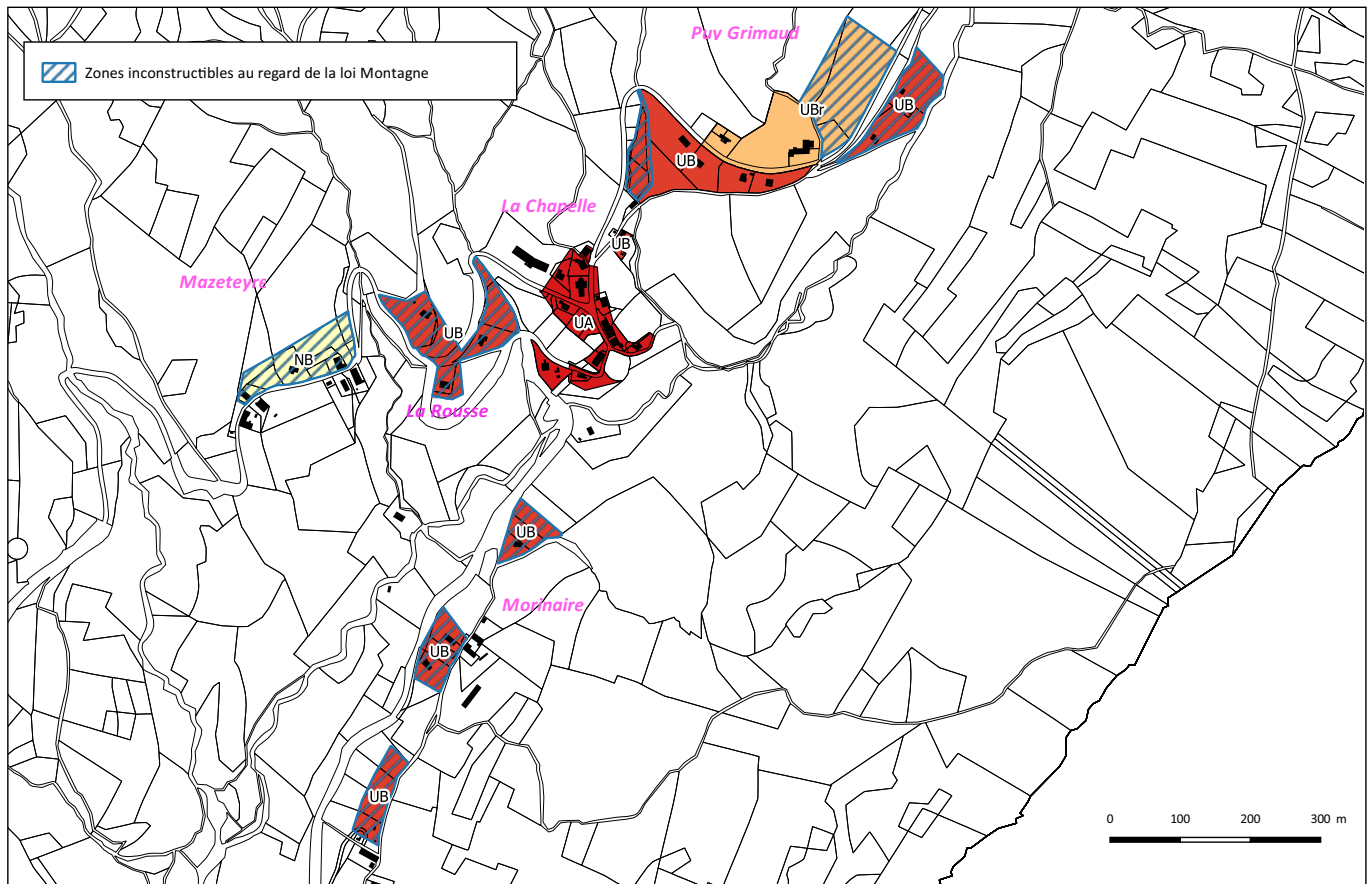 Puy Grimaud
Zones inconstructibles au regard de la loi Montagne
UBr
UB
UB
La Chapelle
UB
Mazeteyre
UA
UB
NB
La Rousse
UB
Morinaire
UB
UB
0 100 200 300 m